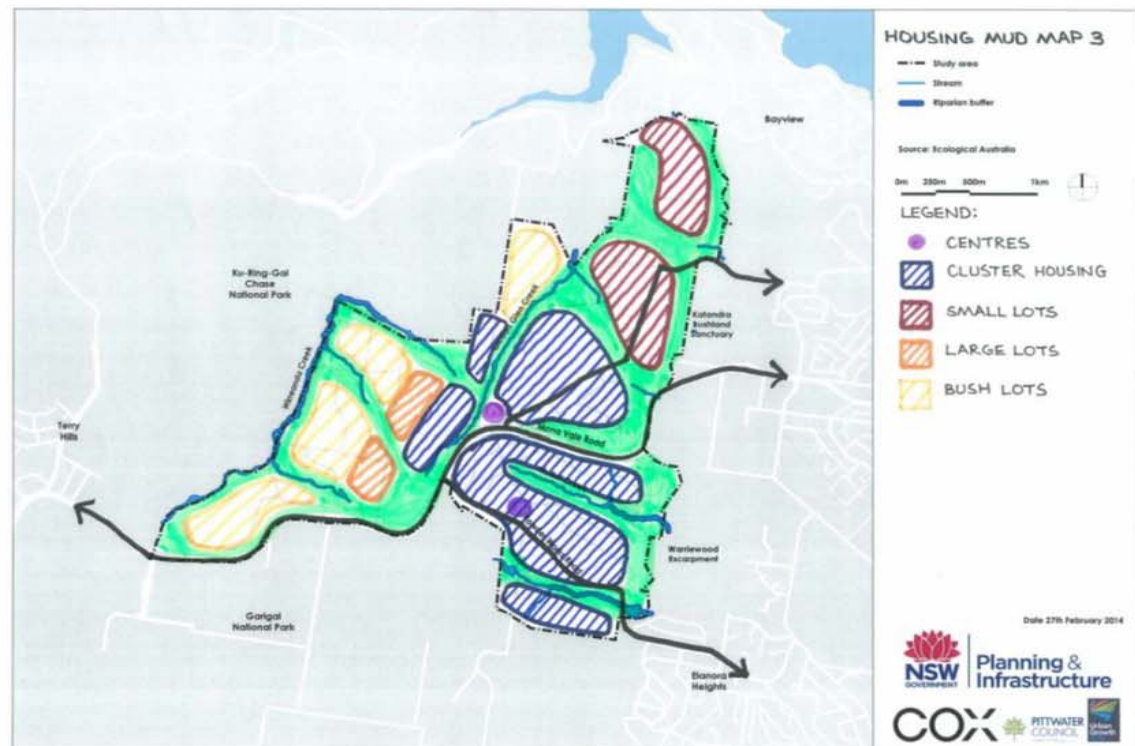 HOUSING MUD MAP 3
Study area
Stream
Riparian buffer
Source: Ecological Australia
0m 250m 500m 1km
LEGEND:
CENTRES
CLUSTER HOUSING
SMALL LOTS
LARGE LOTS
BUSH LOTS
Bayview
Ku-Ring-Gai
Chase
National Park
Katandra
Bushland
Sanctuary
Terry
Hills
Mona Vale Road
Warriewood
Escarpment
Garigal
National Park
Elanora
Heights
Date 27th February 2014
NSW
GOVERNMENT
Planning &
Infrastructure
COX
PITTWATER
COUNCIL
Urban
Growth